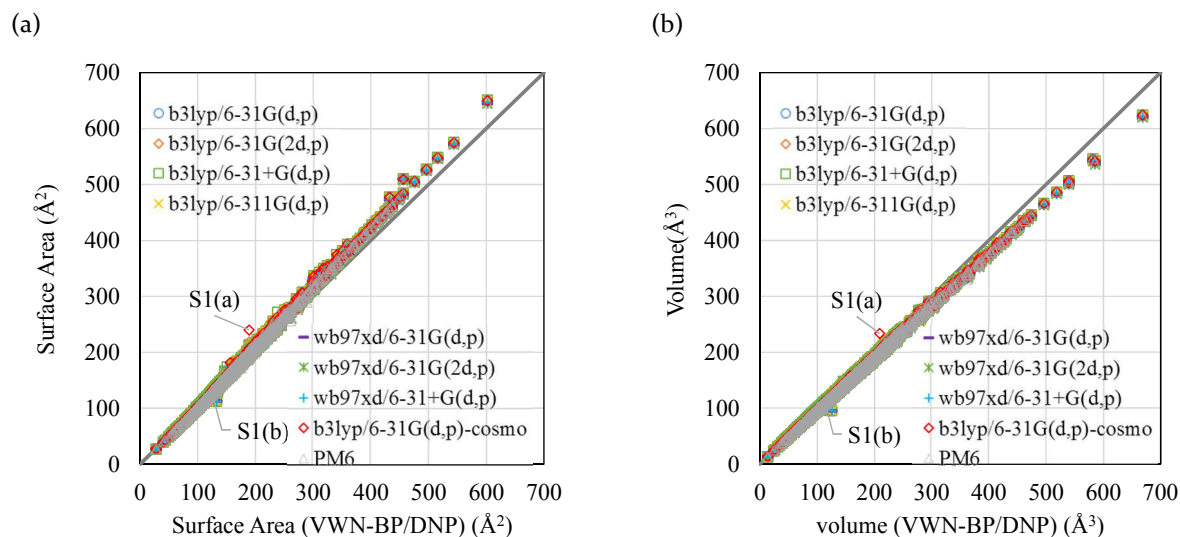 (a)
700
600
500
400
300
200
100
0
Surface Area (Å²)
b3lyp/6-31G(d,p)
b3lyp/6-31G(2d,p)
b3lyp/6-31+G(d,p)
b3lyp/6-311G(d,p)
S1(a)
S1(b)
wb97xd/6-31G(d,p)
wb97xd/6-31G(2d,p)
wb97xd/6-31+G(d,p)
b3lyp/6-31G(d,p)-cosmo
PM6
0 100 200 300 400 500 600 700
Surface Area (VWN-BP/DNP) (Å²)
(b)
700
600
500
400
300
200
100
0
Volume(Å³)
b3lyp/6-31G(d,p)
b3lyp/6-31G(2d,p)
b3lyp/6-31+G(d,p)
b3lyp/6-311G(d,p)
S1(a)
S1(b)
wb97xd/6-31G(d,p)
wb97xd/6-31G(2d,p)
wb97xd/6-31+G(d,p)
b3lyp/6-31G(d,p)-cosmo
PM6
0 100 200 300 400 500 600 700
volume (VWN-BP/DNP) (Å³)